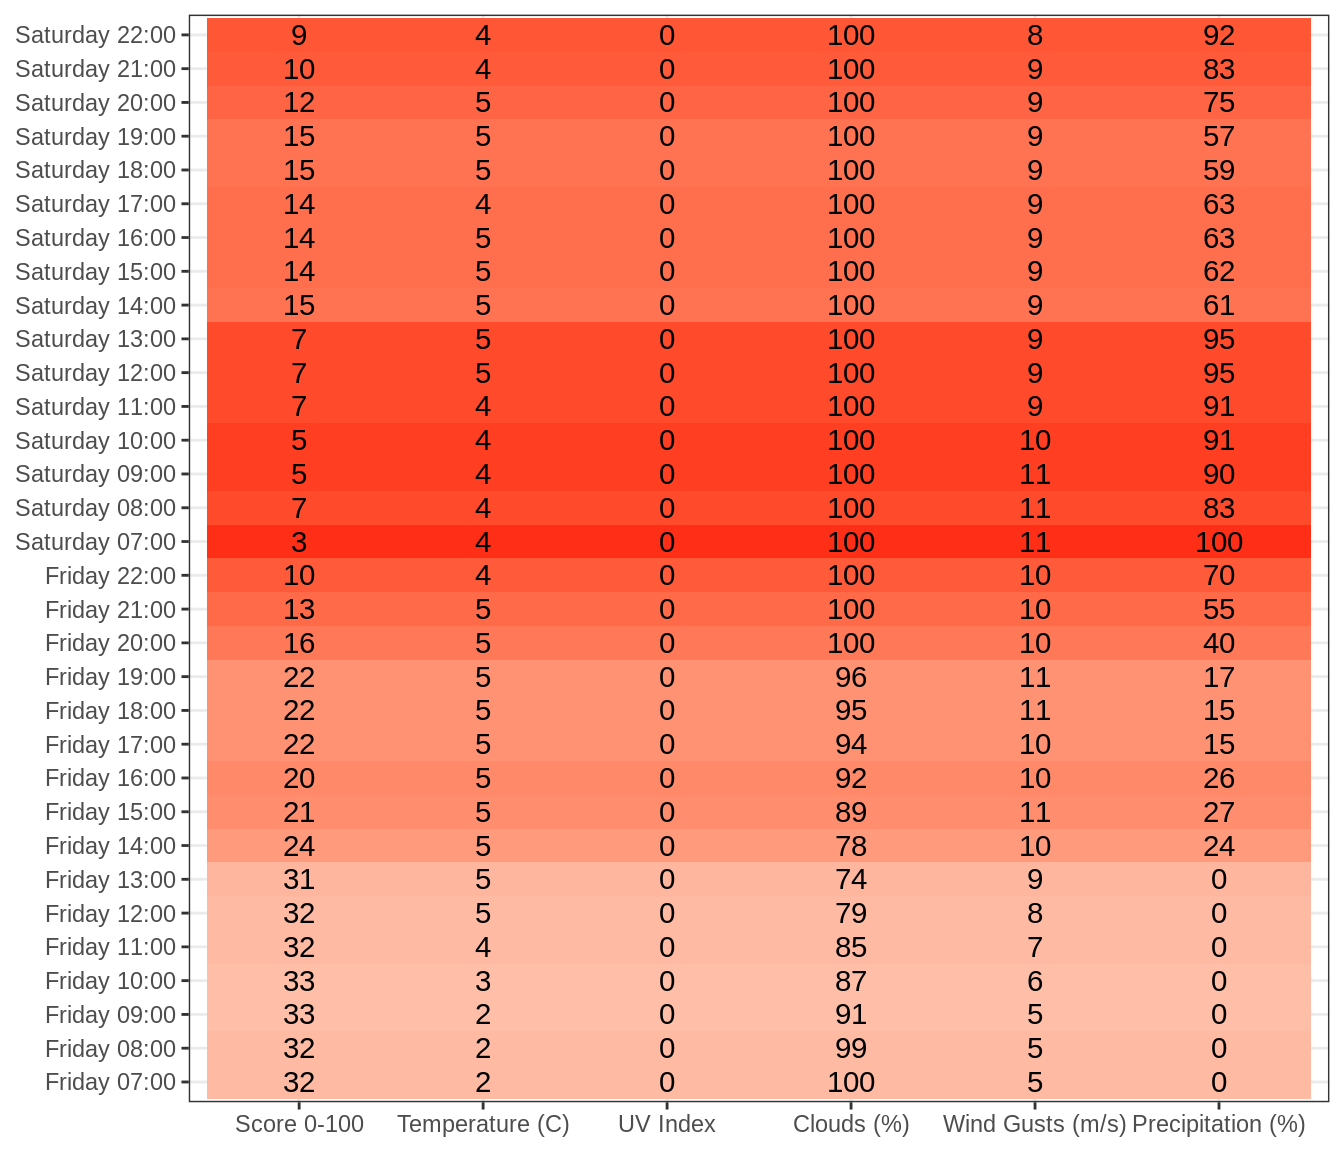 Saturday 22:00 9 4 0 100 8 92
Saturday 21:00 10 4 0 100 9 83
Saturday 20:00 12 5 0 100 9 75
Saturday 19:00 15 5 0 100 9 57
Saturday 18:00 15 5 0 100 9 59
Saturday 17:00 14 4 0 100 9 63
Saturday 16:00 14 5 0 100 9 63
Saturday 15:00 14 5 0 100 9 62
Saturday 14:00 15 5 0 100 9 61
Saturday 13:00 7 5 0 100 9 95
Saturday 12:00 7 5 0 100 9 95
Saturday 11:00 7 4 0 100 9 91
Saturday 10:00 5 4 0 100 10 91
Saturday 09:00 5 4 0 100 11 90
Saturday 08:00 7 4 0 100 11 83
Saturday 07:00 3 4 0 100 11 100
Friday 22:00 10 4 0 100 10 70
Friday 21:00 13 5 0 100 10 55
Friday 20:00 16 5 0 100 10 40
Friday 19:00 22 5 0 96 11 17
Friday 18:00 22 5 0 95 11 15
Friday 17:00 22 5 0 94 10 15
Friday 16:00 20 5 0 92 10 26
Friday 15:00 21 5 0 89 11 27
Friday 14:00 24 5 0 78 10 24
Friday 13:00 31 5 0 74 9 0
Friday 12:00 32 5 0 79 8 0
Friday 11:00 32 4 0 85 7 0
Friday 10:00 33 3 0 87 6 0
Friday 09:00 33 2 0 91 5 0
Friday 08:00 32 2 0 99 5 0
Friday 07:00 32 2 0 100 5 0
Score 0-100 Temperature (C) UV Index Clouds (%) Wind Gusts (m/s) Precipitation (%)